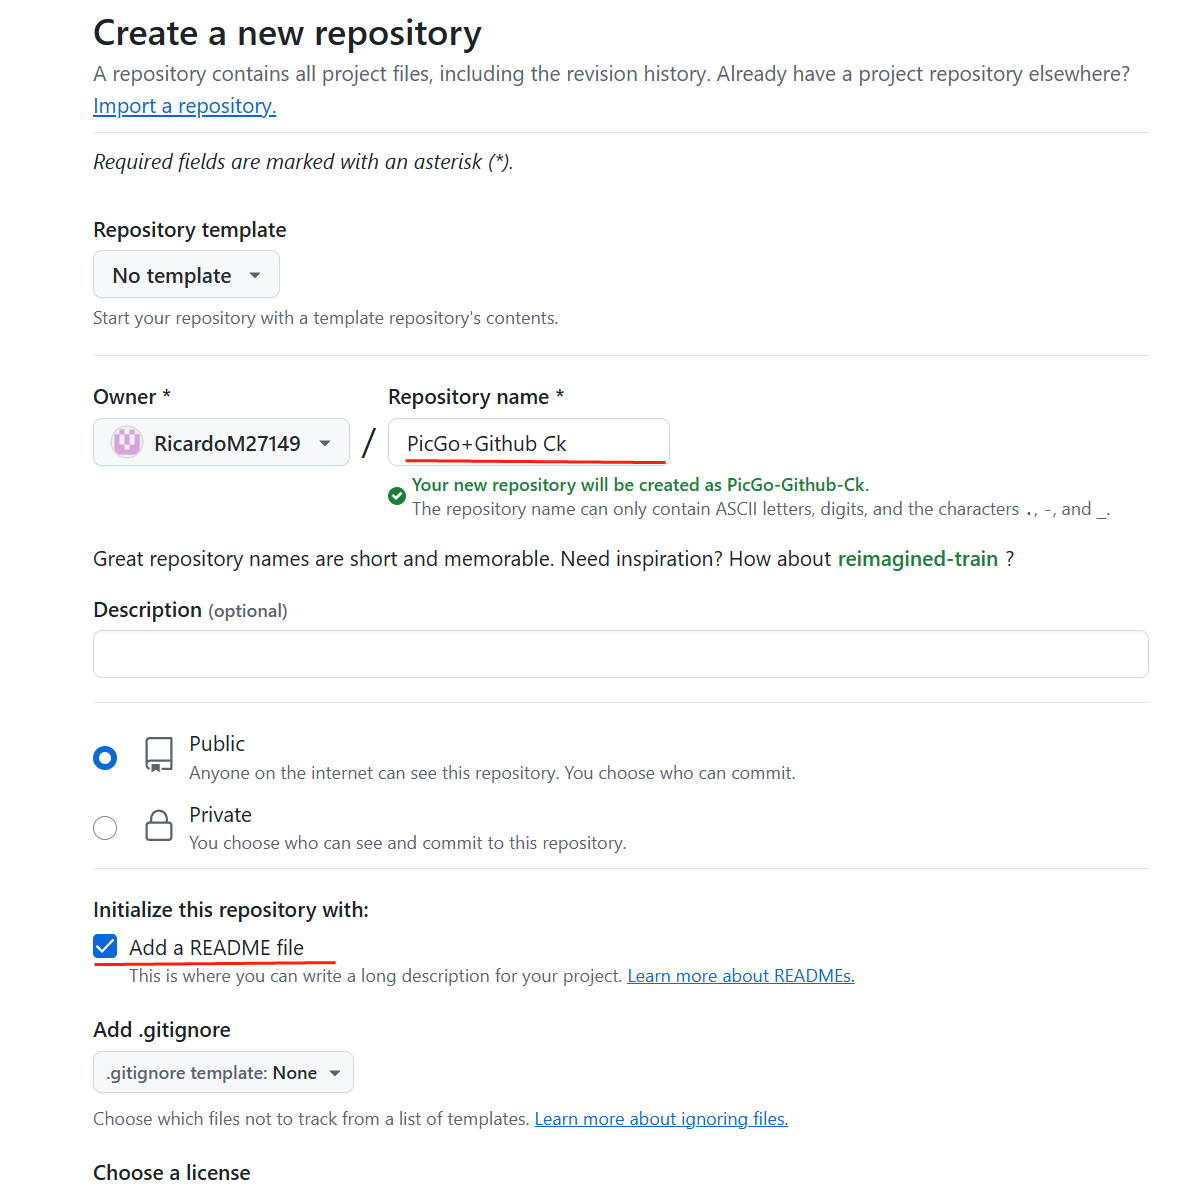 Create a new repository
A repository contains all project files, including the revision history. Already have a project repository elsewhere?
Import a repository.
Required fields are marked with an asterisk (*).
Repository template
No template
Start your repository with a template repository's contents.
Owner *
Repository name *
RicardoM27149
/
PicGo+Github Ck
Your new repository will be created as PicGo-Github-Ck.
The repository name can only contain ASCII letters, digits, and the characters ., -, and _.
Great repository names are short and memorable. Need inspiration? How about reimagined-train ?
Description (optional)
Public
Anyone on the internet can see this repository. You choose who can commit.
Private
You choose who can see and commit to this repository.
Initialize this repository with:
Add a README file
This is where you can write a long description for your project. Learn more about READMEs.
Add .gitignore
.gitignore template: None
Choose which files not to track from a list of templates. Learn more about ignoring files.
Choose a license